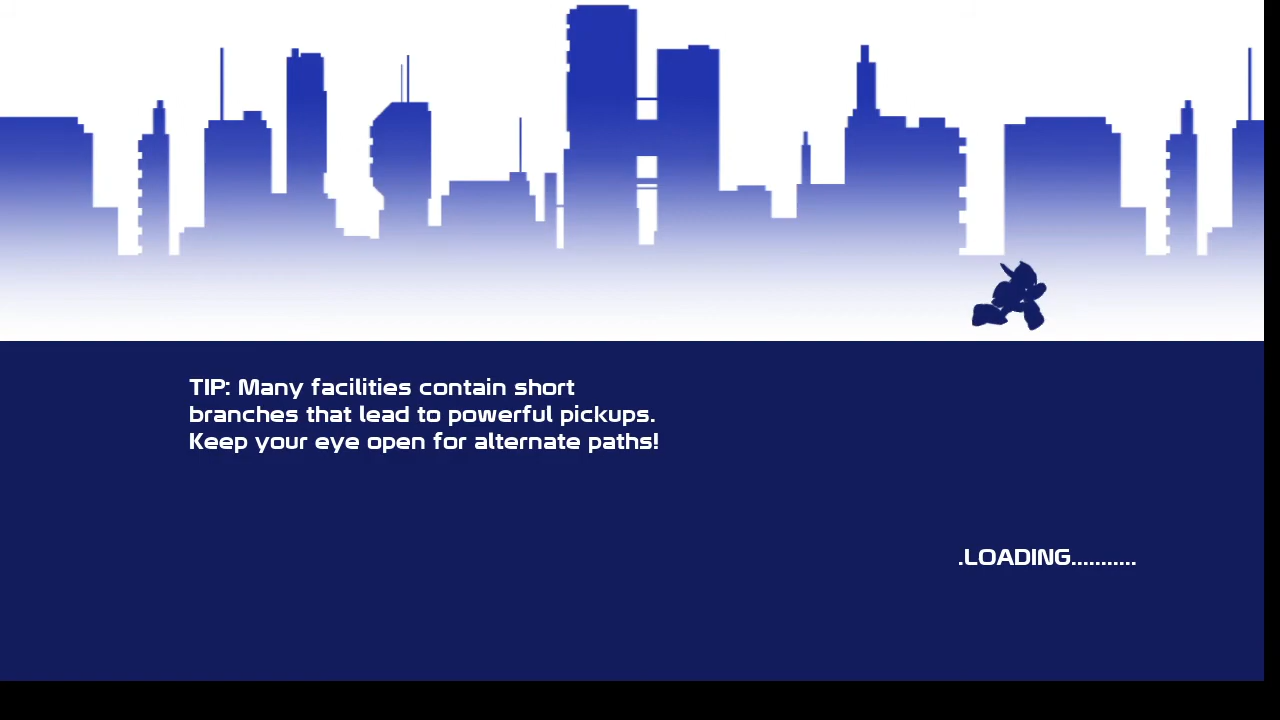 TIP: Many facilities contain short
branches that lead to powerful pickups.
Keep your eye open for alternate paths!
.LOADING...........